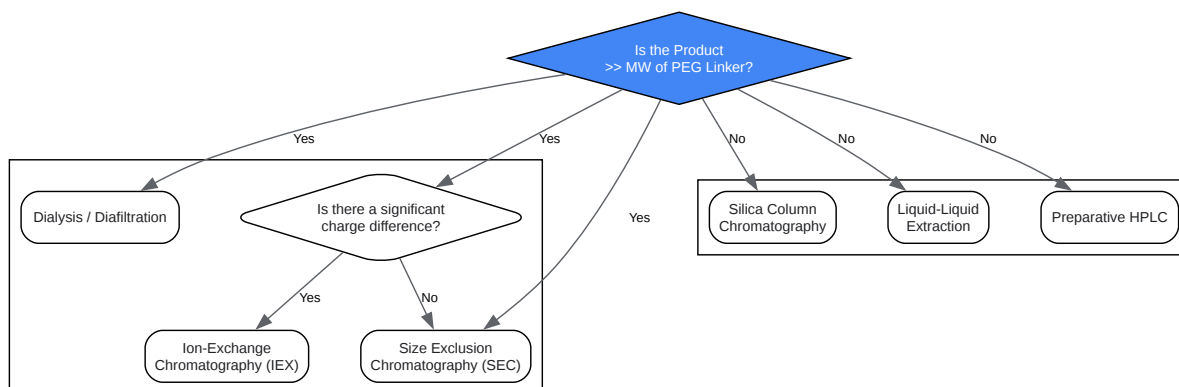 Is the Product
>> MW of PEG Linker?
Yes
Yes
Yes
No
No
No
Dialysis / Diafiltration
Is there a significant
charge difference?
Silica Column
Chromatography
Liquid-Liquid
Extraction
Preparative HPLC
Yes
No
Ion-Exchange
Chromatography (IEX)
Size Exclusion
Chromatography (SEC)